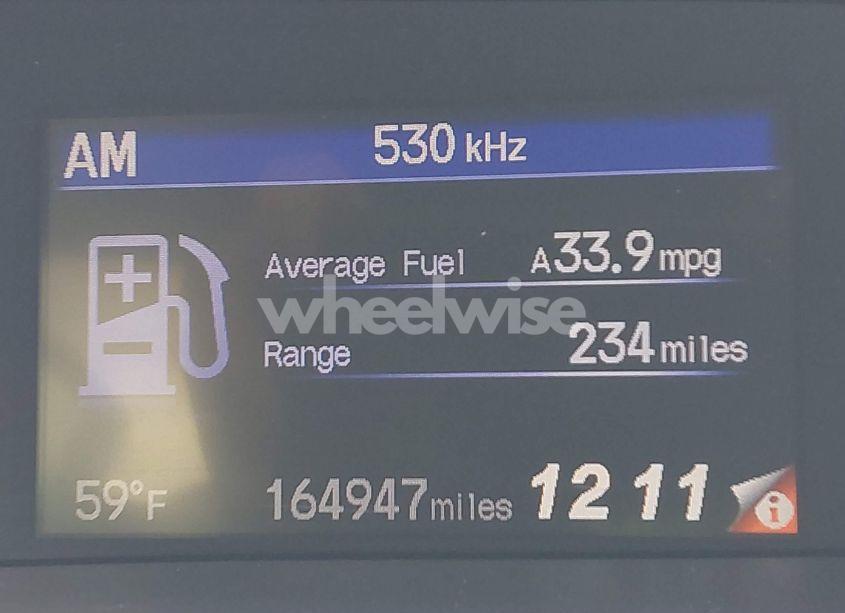 AM 530 kHz
Average Fuel A33.9 mpg
wheelwise
Range 234 miles
59°F 164947 miles 12 11 i